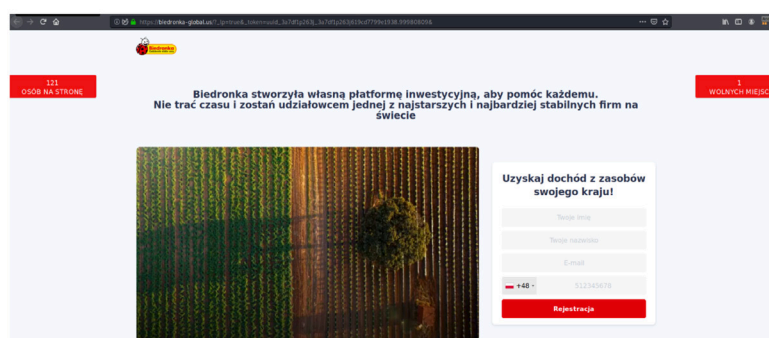 https://biedronka-global.us/
Biedronka
121
OSÓB NA STRONĘ
1
WOLNYCH MIEJSC
Biedronka stworzyła własną platformę inwestycyjną, aby pomóc każdemu.
Nie trać czasu i zostań udziałowcem jednej z najstarszych i najbardziej stabilnych firm na
świecie
Uzyskaj dochód z zasobów
swojego kraju!
Twoje imię
Twoje nazwisko
E-mail
+48
512345678
Rejestracja